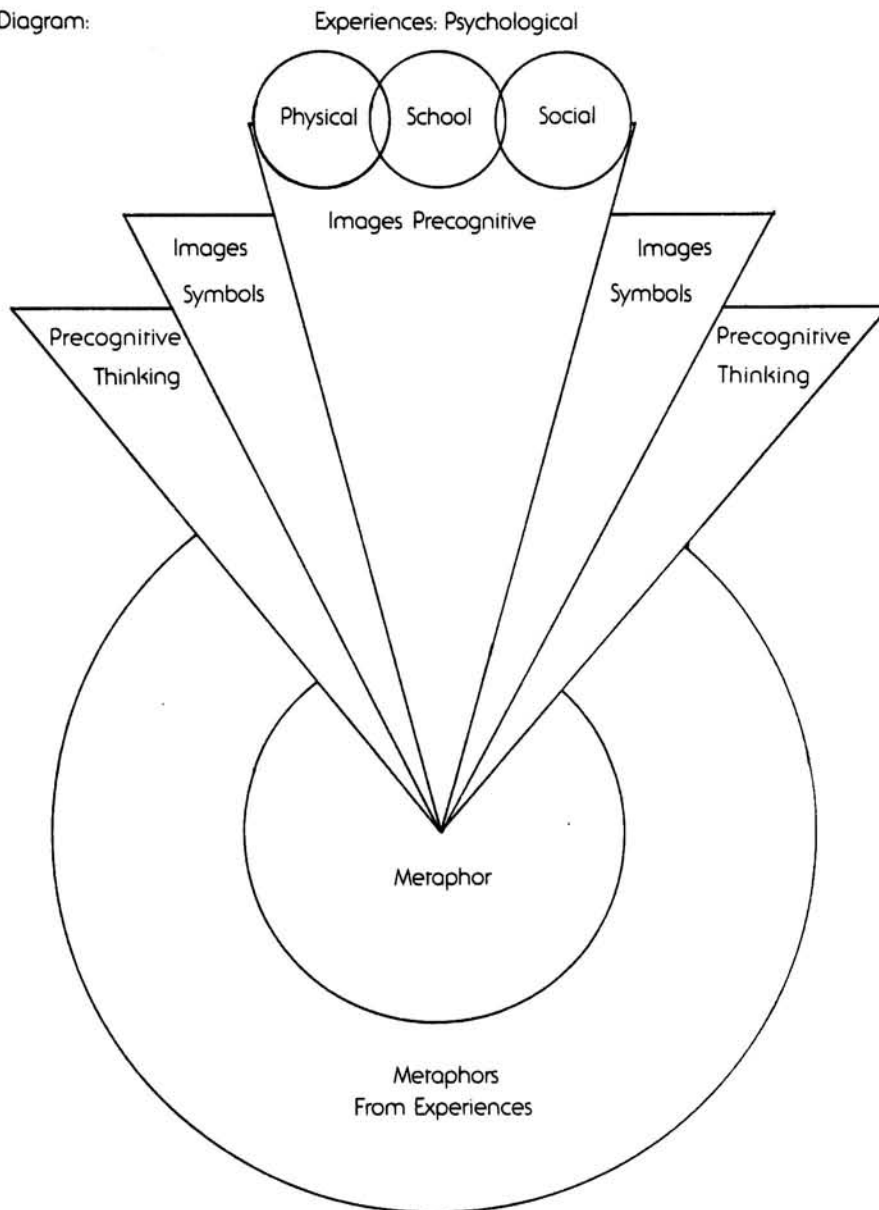 Diagram:
Experiences: Psychological
Physical
School
Social
Images Precognitive
Images
Symbols
Images
Symbols
Precognitive
Thinking
Precognitive
Thinking
Metaphor
Metaphors
From Experiences